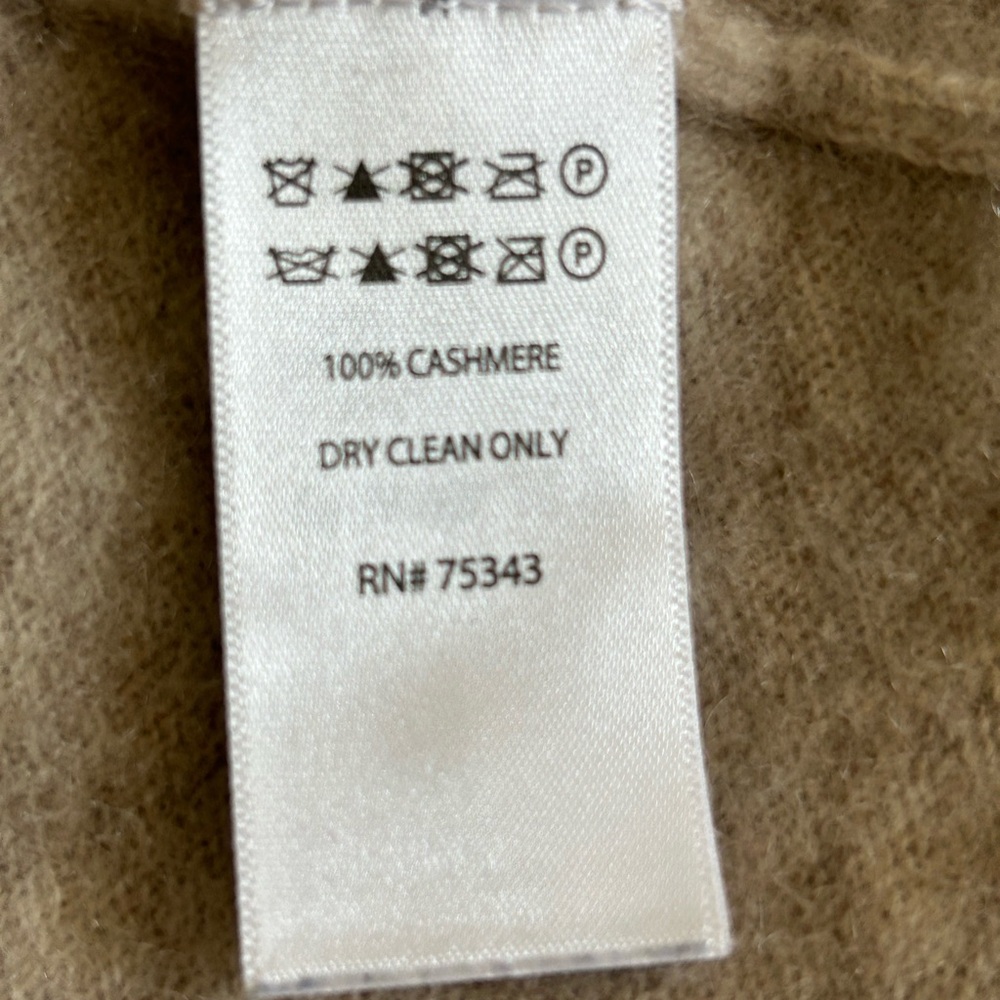 P
P
100% CASHMERE
DRY CLEAN ONLY
RN# 75343